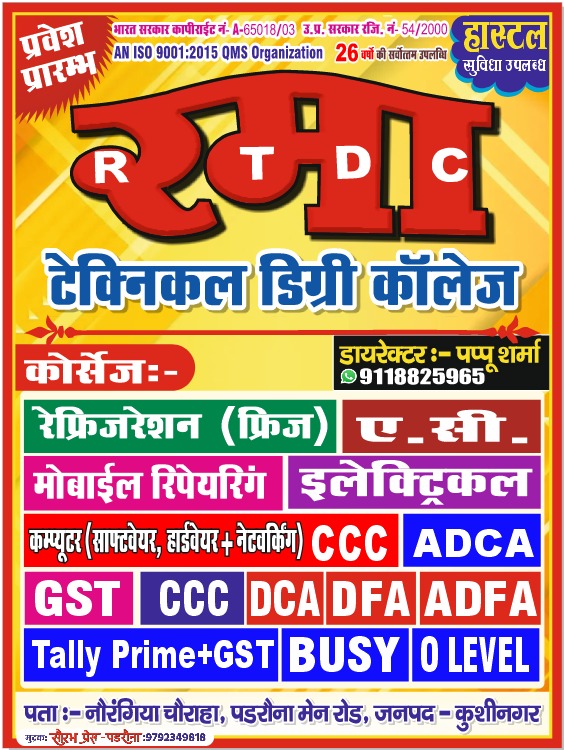 प्रवेश
प्रारम्भ
भारत सरकार कापीराईट नं- A-65018/03 उ.प्र. सरकार रजि. नं- 54/2000
AN ISO 9001:2015 QMS Organization 26 वर्षो की सर्वोत्तम उपलब्धि
हास्टल
सुविधा उपलब्ध
रमा
R T D C
टेक्निकल डिग्री कॉलेज
कोर्सेज:-
डायरेक्टर :- पप्पू शर्मा
9118825965
रेफ्रिजरेशन (फ्रिज) ए.सी.
मोबाईल रिपेयरिंग इलेक्ट्रिकल
कम्प्यूटर (साफ्टवेयर, हार्डवेयर + नेटवर्किंग) CCC ADCA
GST CCC DCA DFA ADFA
Tally Prime+GST BUSY O LEVEL
पता :- नौरंगिया चौराहा, पडरौना मेन रोड, जनपद - कुशीनगर
मुद्रक: सौरभ प्रेस - पडरौना :9792349818